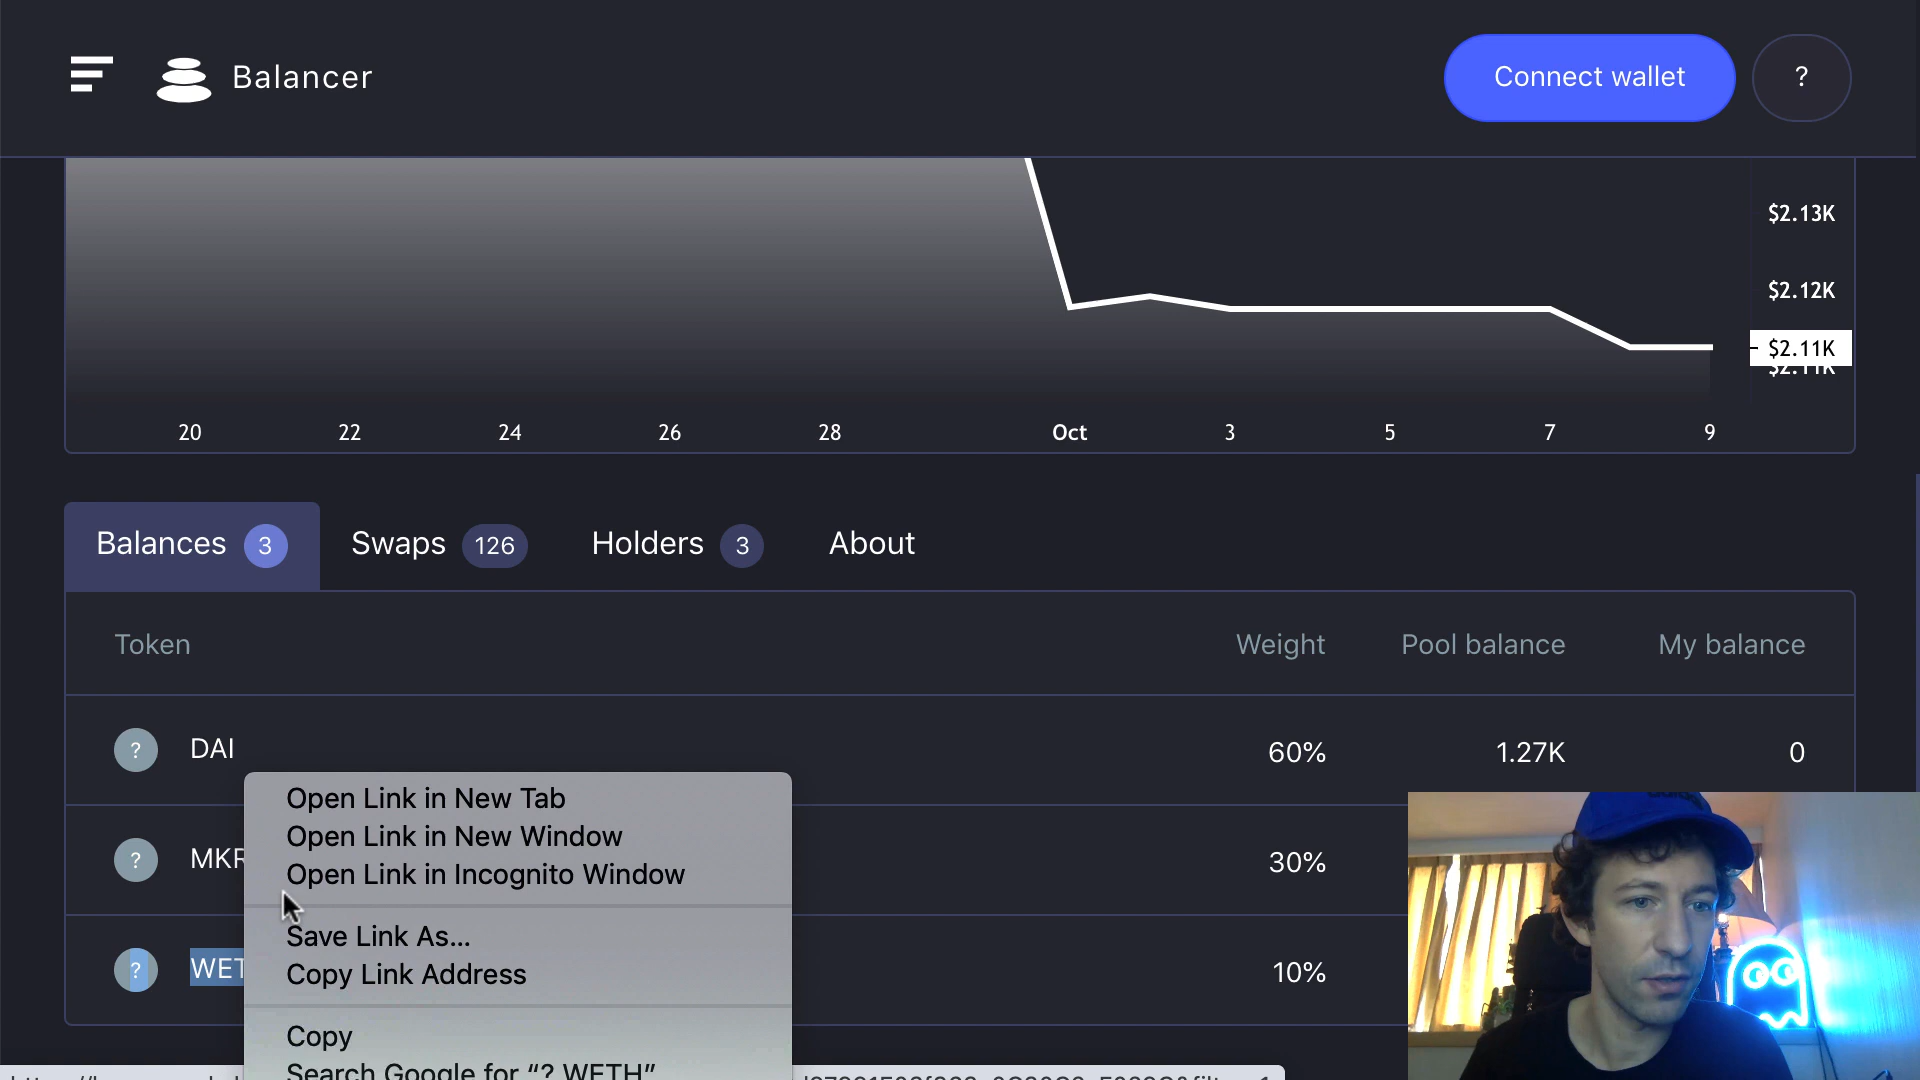 Balancer
Connect wallet
?
$2.13K
$2.12K
$2.11K
$2.11K
20 22 24 26 28 Oct 3 5 7 9
Balances 3 Swaps 126 Holders 3 About
Token Weight Pool balance My balance
? DAI 60% 1.27K 0
? MKR 30%
? WET 10%
Open Link in New Tab
Open Link in New Window
Open Link in Incognito Window
Save Link As...
Copy Link Address
Copy
Search Google for “? WETH”